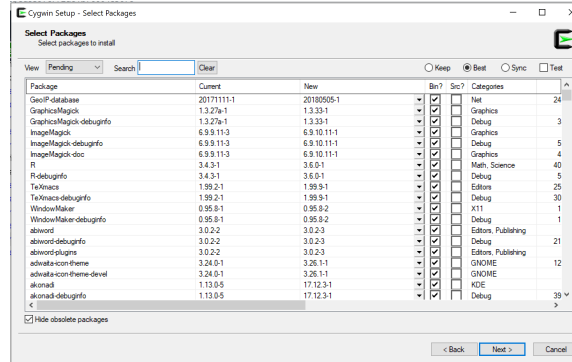 Cygwin Setup - Select Packages
Select Packages
Select packages to install
View Pending Search Clear Keep Best Sync Test
Package Current New Bin? Src? Categories
GeoIP-database 20171111-1 20180505-1 Net 24
GraphicsMagick 1.3.27a-1 1.3.33-1 Graphics
GraphicsMagick-debuginfo 1.3.27a-1 1.3.33-1 Debug 3
ImageMagick 6.9.9.11-3 6.9.10.11-1 Graphics
ImageMagick-debuginfo 6.9.9.11-3 6.9.10.11-1 Debug 5
ImageMagick-doc 6.9.9.11-3 6.9.10.11-1 Graphics 4
R 3.4.3-1 3.6.0-1 Math, Science 40
R-debuginfo 3.4.3-1 3.6.0-1 Debug 5
TeXmacs 1.99.2-1 1.99.9-1 Editors 25
TeXmacs-debuginfo 1.99.2-1 1.99.9-1 Debug 30
WindowMaker 0.95.8-1 0.95.8-2 X11 1
WindowMaker-debuginfo 0.95.8-1 0.95.8-2 Debug 1
abiword 3.0.2-2 3.0.2-3 Editors, Publishing
abiword-debuginfo 3.0.2-2 3.0.2-3 Debug 21
abiword-plugins 3.0.2-2 3.0.2-3 Editors, Publishing
adwaita-icon-theme 3.24.0-1 3.26.1-1 GNOME 12
adwaita-icon-theme-devel 3.24.0-1 3.26.1-1 GNOME
akonadi 1.13.0-5 17.12.3-1 KDE
akonadi-debuginfo 1.13.0-5 17.12.3-1 Debug 39
Hide obsolete packages
< Back Next > Cancel